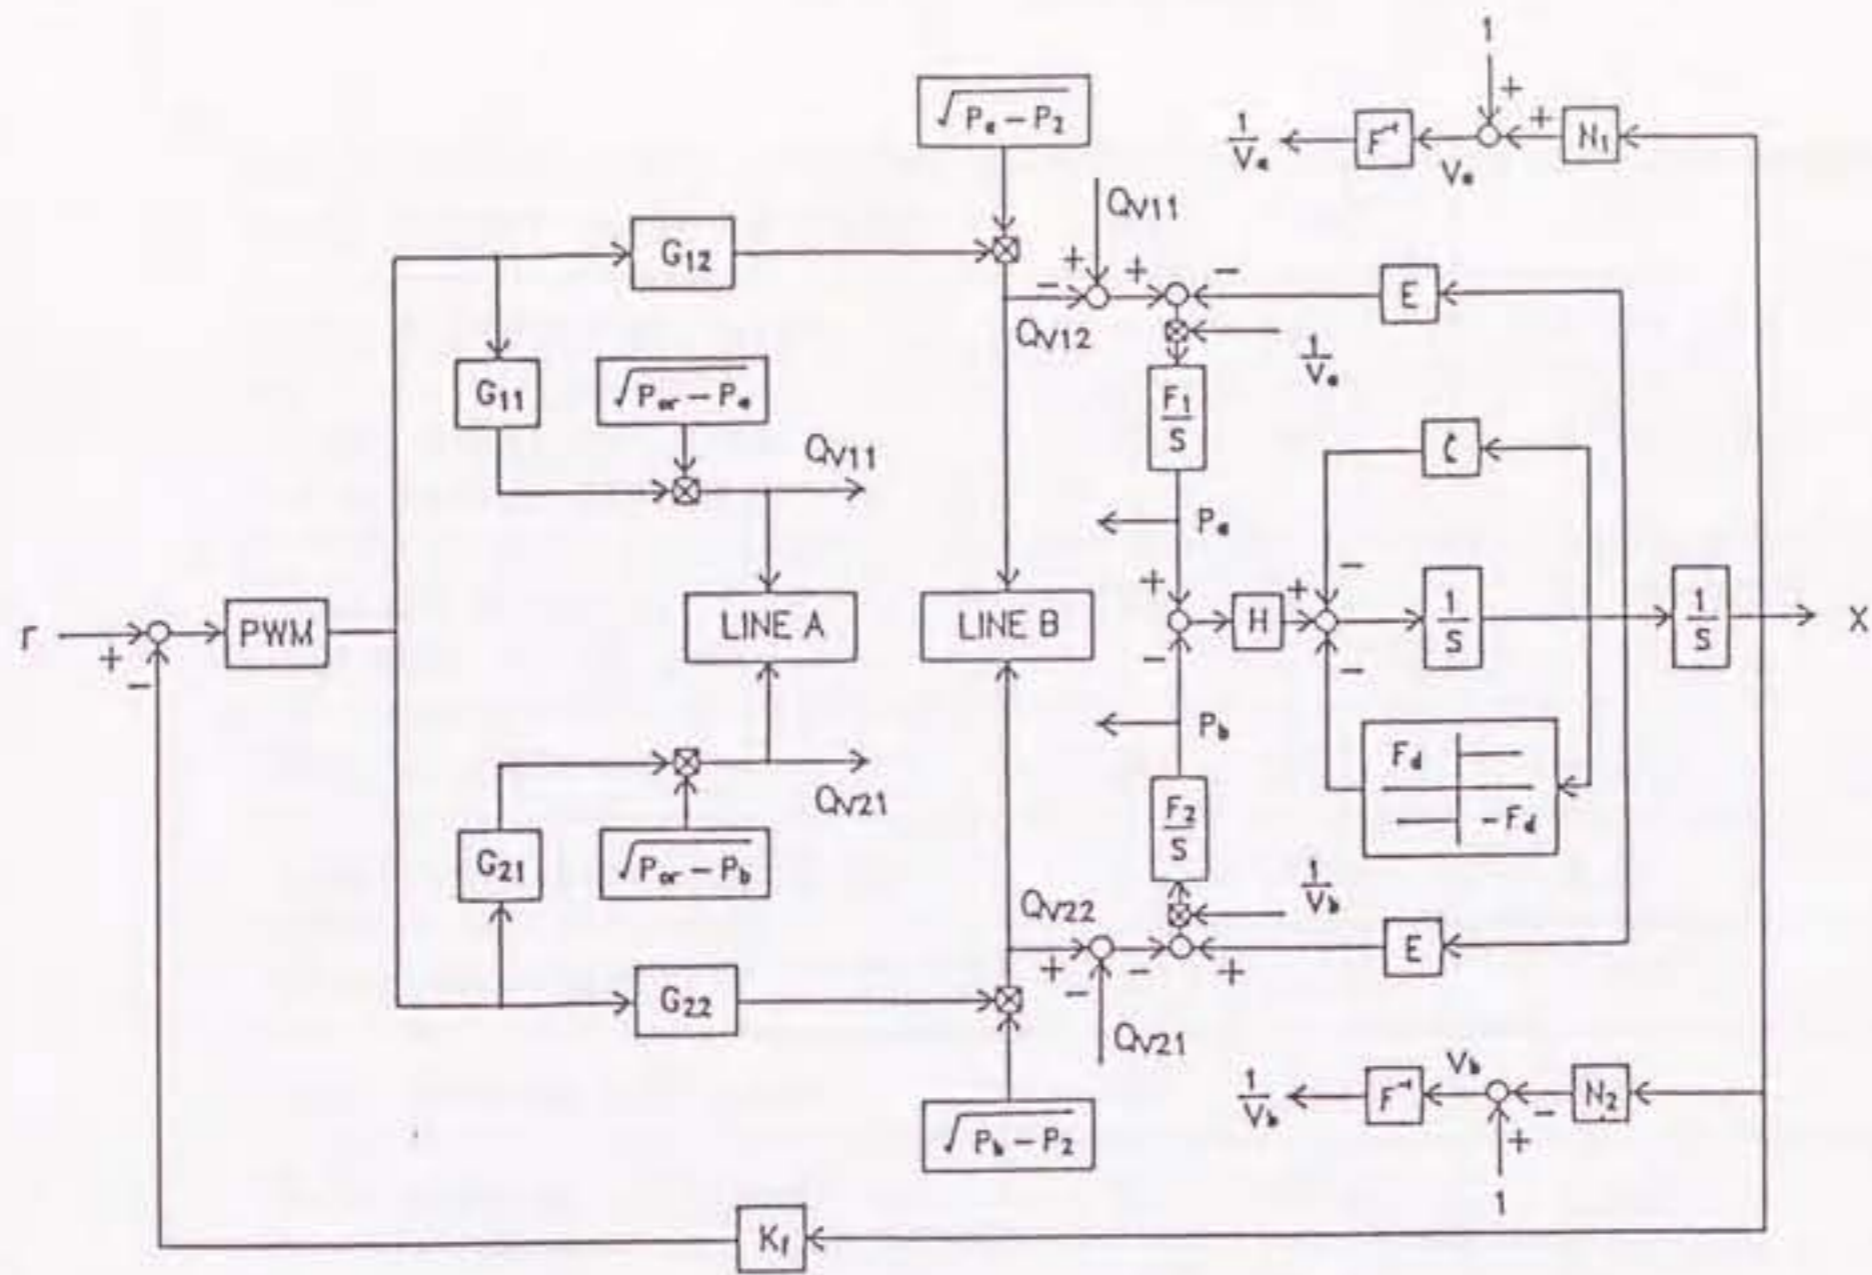 1
√Pa − P2
1/Va
F⁻¹
Va
+
+
N1
QV11
G12
+
+
−
E
−
QV12
1/Va
G11
√Por − Pa
F1/S
ζ
QV11
Pa
−
+
+
r
+
−
PWM
LINE A
LINE B
H
1/S
1/S
X
−
−
Pb
Fd
−Fd
QV21
F2/S
G21
√Por − Pb
1/Vb
QV22
G22
+
−
−
+
E
QV21
1/Vb
F⁻¹
Vb
−
N2
+
√Pb − P2
1
Kf